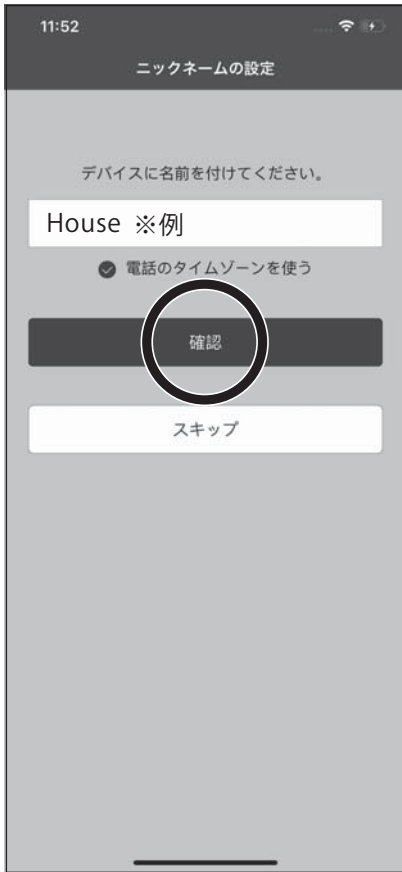 11:52
ニックネームの設定
デバイスに名前を付けてください。
House ※例
電話のタイムゾーンを使う
確認
スキップ